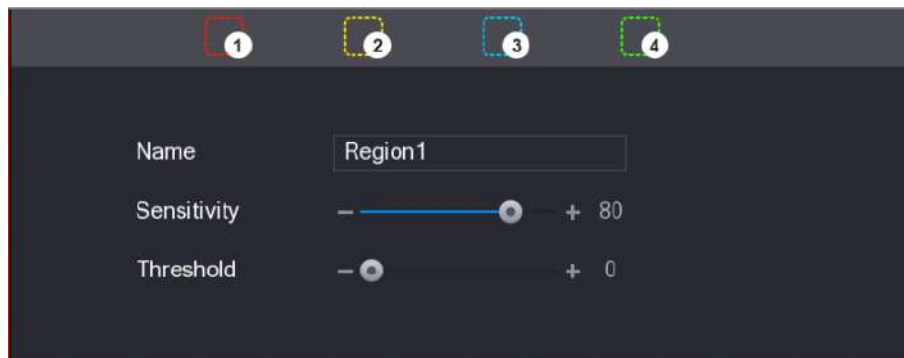 1 2 3 4
Name Region1
Sensitivity − + 80
Threshold − + 0